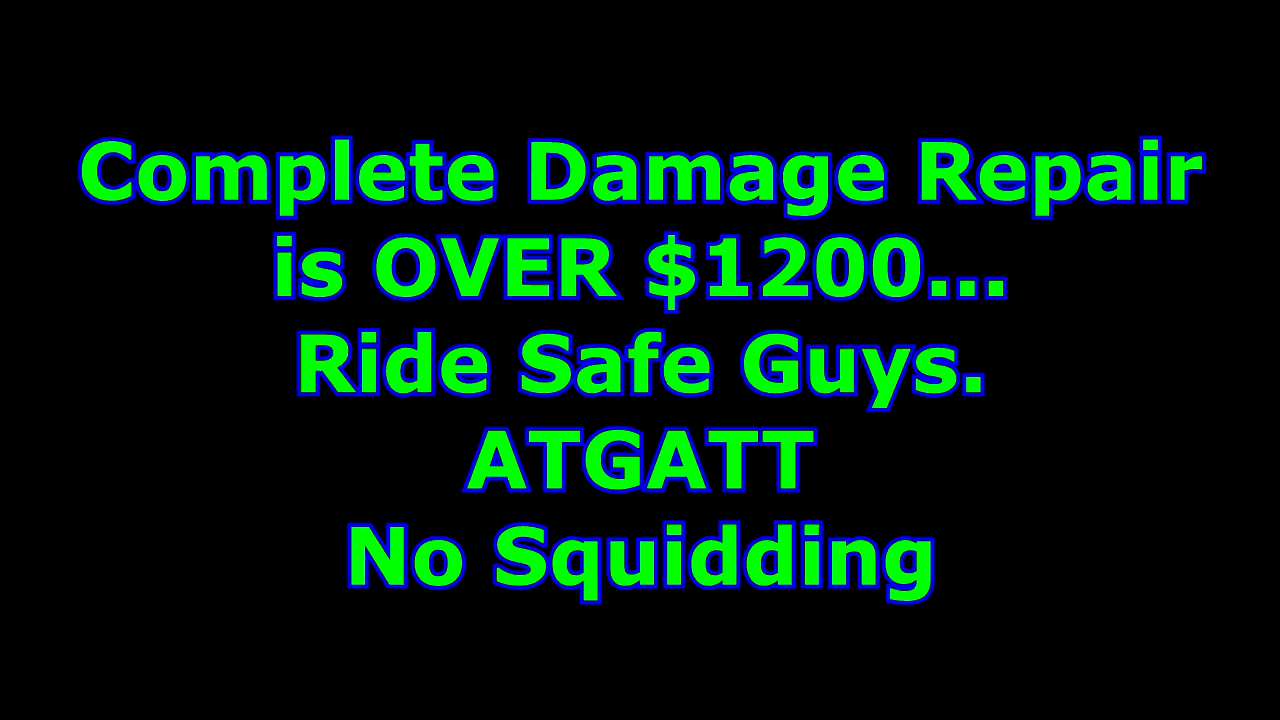 Complete Damage Repair
is OVER $1200...
Ride Safe Guys.
ATGATT
No Squidding